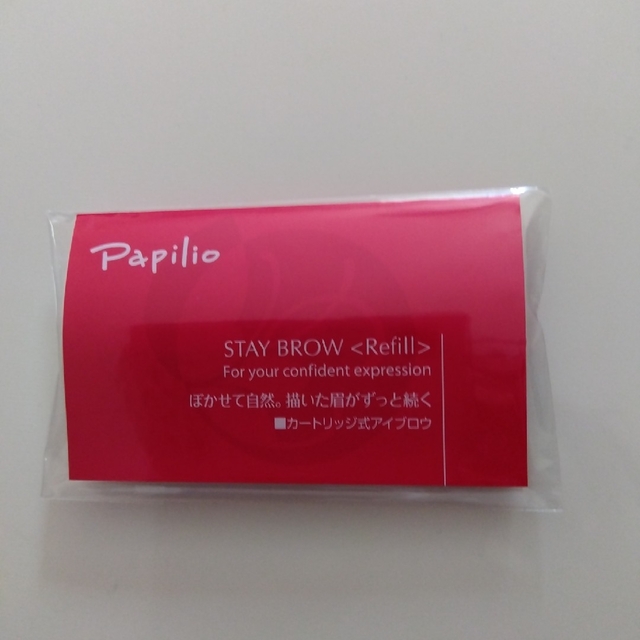 Papilio
STAY BROW <Refill>
For your confident expression
ぼかせて自然。描いた眉がずっと続く
■カートリッジ式アイブロウ